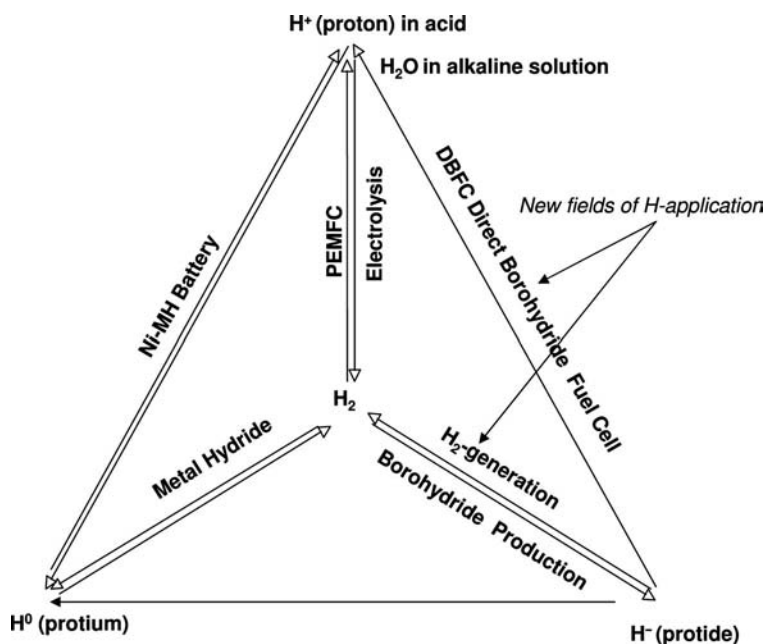 H⁺ (proton) in acid
H₂O in alkaline solution
DBFC Direct Borohydride Fuel Cell
New fields of H-application
PEMFC
Electrolysis
Ni-MH Battery
H₂
Metal Hydride
H₂-generation
Borohydride Production
H⁰ (protium)
H⁻ (protide)